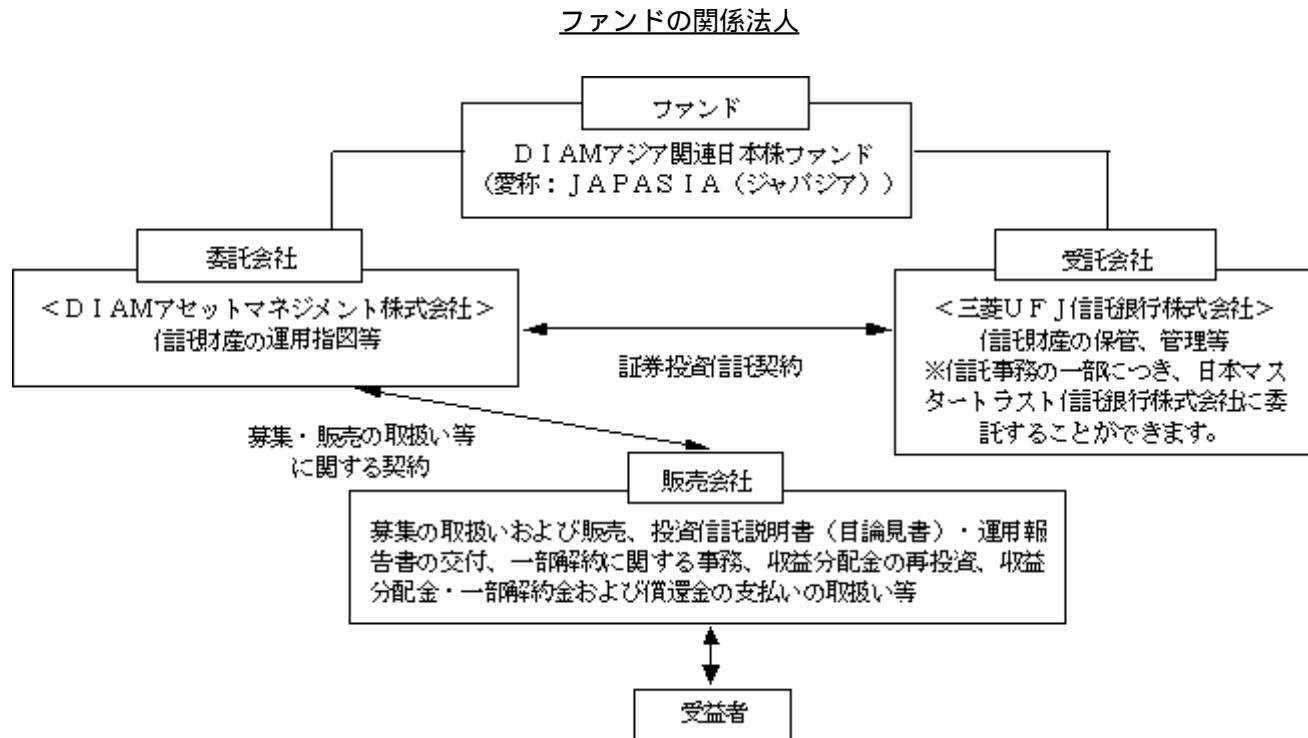 ファンドの関係法人
ファンド
ＤＩＡＭアジア関連日本株ファンド
（愛称：ＪＡＰＡＳＩＡ（ジャパジア））
委託会社
＜ＤＩＡＭアセットマネジメント株式会社＞
信託財産の運用指図等
受託会社
＜三菱ＵＦＪ信託銀行株式会社＞
信託財産の保管、管理等
※信託事務の一部につき、日本マス
タートラスト信託銀行株式会社に委
託することができます。
証券投資信託契約
募集・販売の取扱い等
に関する契約
販売会社
募集の取扱いおよび販売、投資信託説明書（目論見書）・運用報
告書の交付、一部解約に関する事務、収益分配金の再投資、収益
分配金・一部解約金および償還金の支払いの取扱い等
受益者